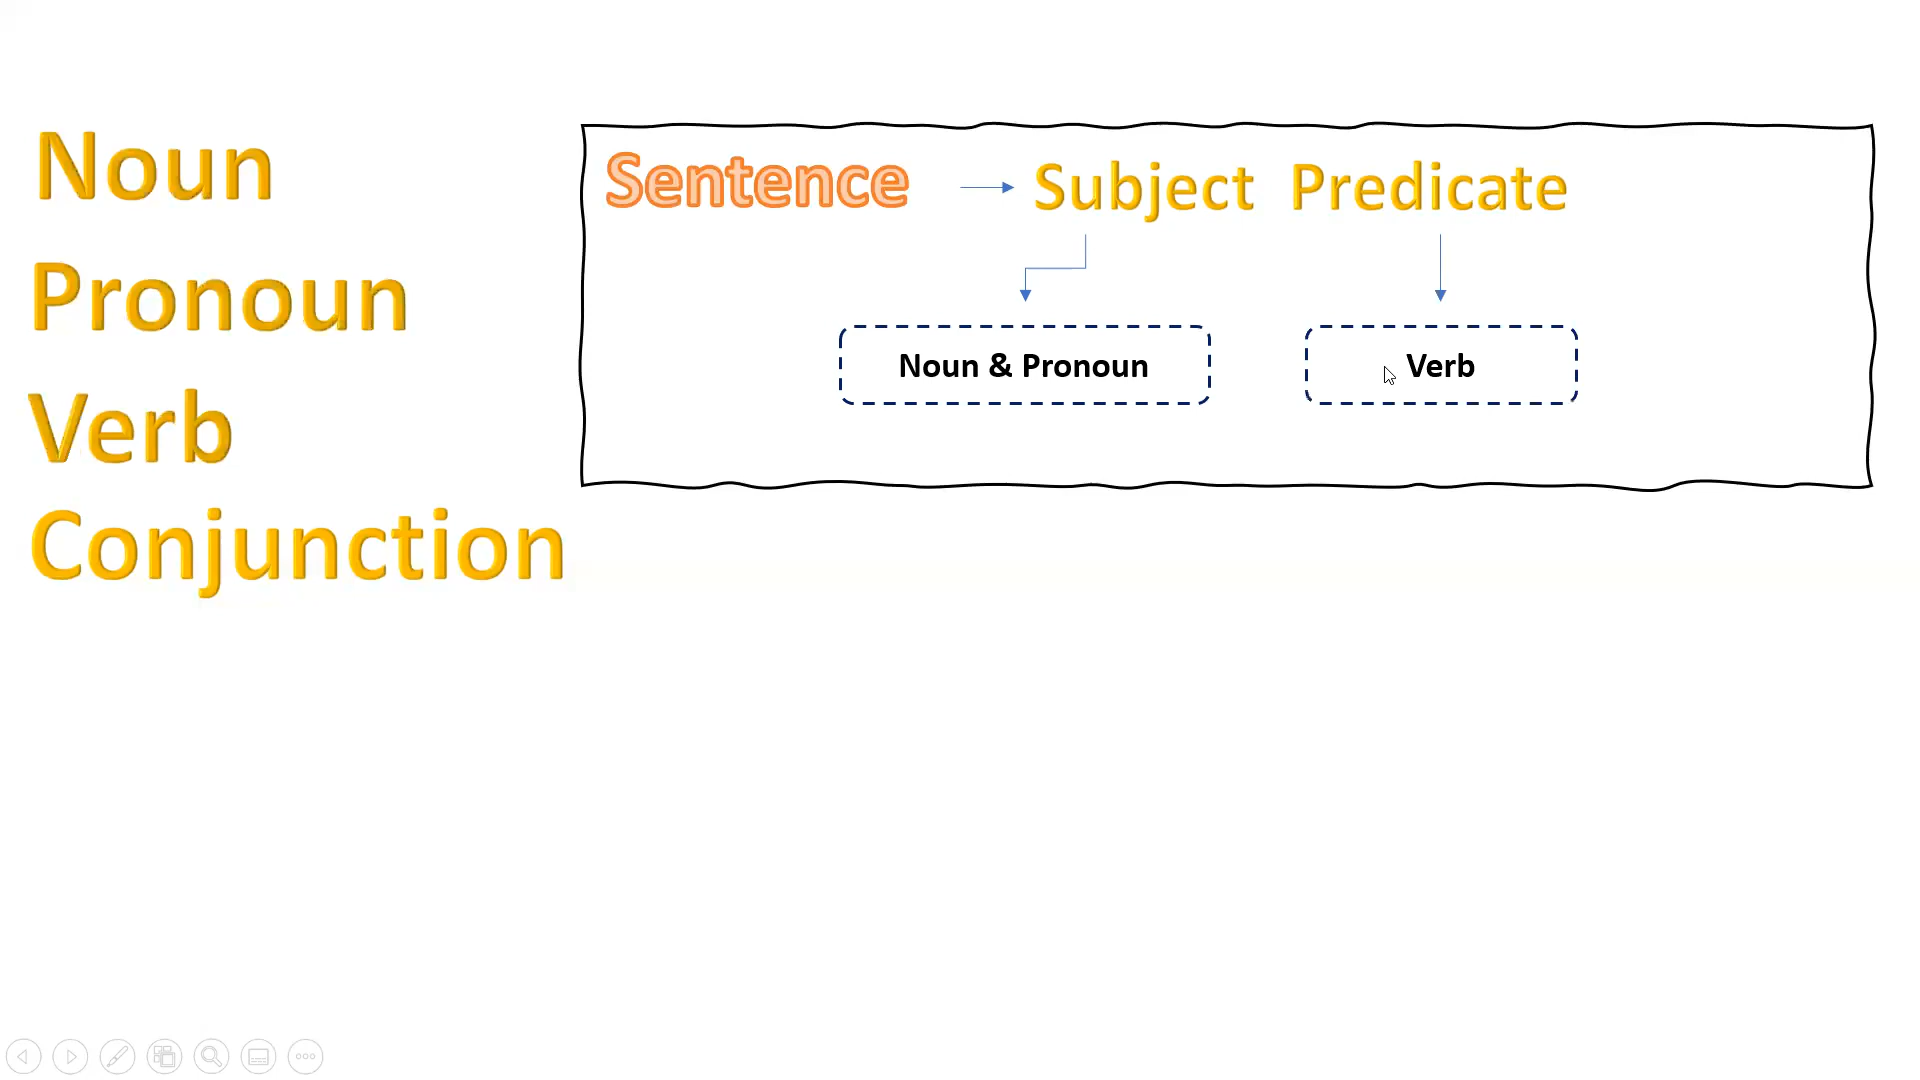 Noun
Pronoun
Verb
Conjunction
Sentence Subject Predicate
Noun & Pronoun Verb